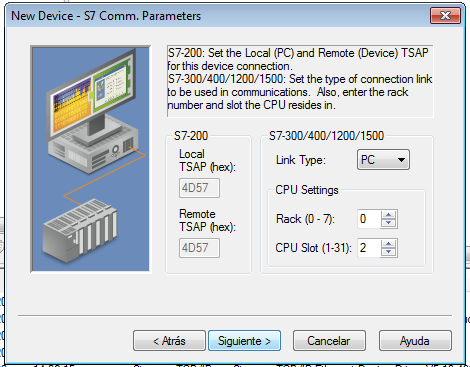 New Device - S7 Comm. Parameters
S7-200: Set the Local (PC) and Remote (Device) TSAP
for this device connection.
S7-300/400/1200/1500: Set the type of connection link
to be used in communications.  Also, enter the rack
number and slot the CPU resides in.
S7-200
Local
TSAP (hex):
4D57
Remote
TSAP (hex):
4D57
S7-300/400/1200/1500
Link Type:
PC
CPU Settings
Rack (0 - 7):
0
CPU Slot (1-31):
2
< Atrás
Siguiente >
Cancelar
Ayuda